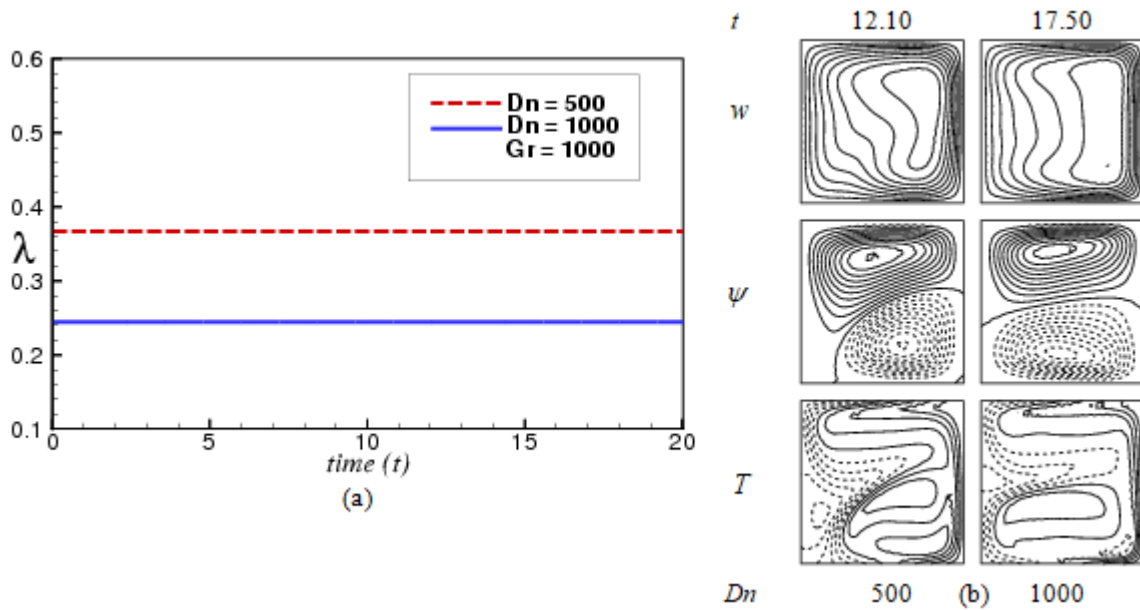 0.6
0.5
0.4
0.3
0.2
0.1
λ
Dn = 500
Dn = 1000
Gr = 1000
0 5 10 15 20
time (t)
(a)
t 12.10 17.50
w
ψ
T
Dn 500 (b) 1000